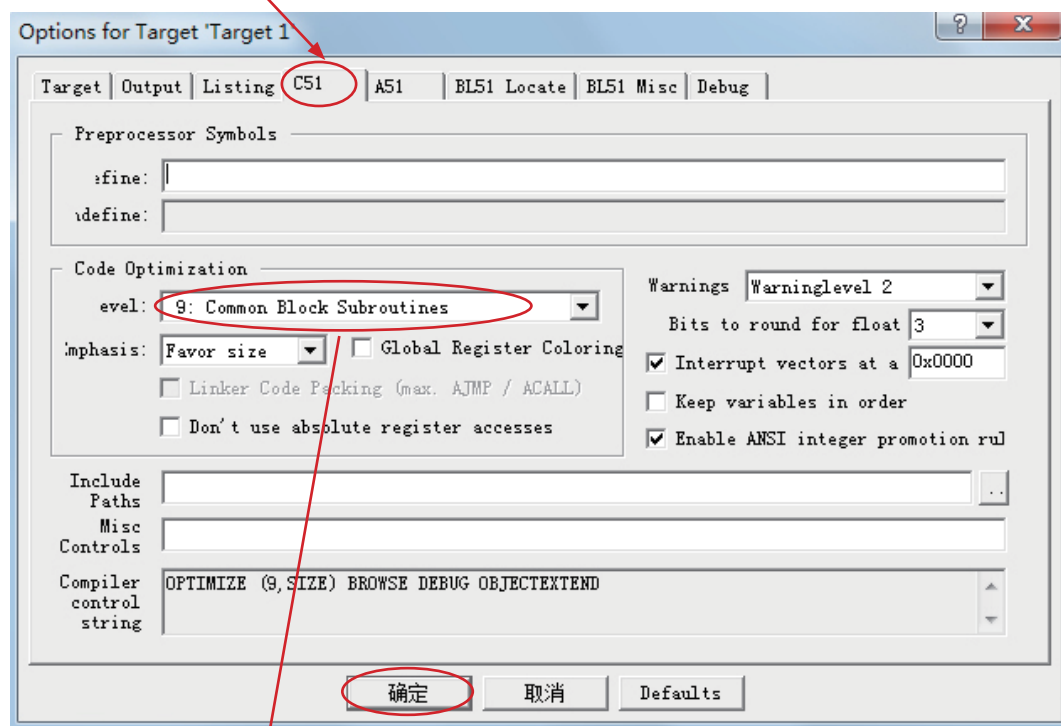 Options for Target 'Target 1'
Target Output Listing C51 A51 BL51 Locate BL51 Misc Debug
Preprocessor Symbols
efine:
define:
Code Optimization
evel: 9: Common Block Subroutines
mphasis: Favor size Global Register Coloring
Linker Code Packing (max. AJMP / ACALL)
Don't use absolute register accesses
Warnings Warninglevel 2
Bits to round for float 3
Interrupt vectors at a 0x0000
Keep variables in order
Enable ANSI integer promotion rul
Include Paths
..
Misc Controls
Compiler control string
OPTIMIZE (9,SIZE) BROWSE DEBUG OBJECTEXTEND
确定 取消 Defaults